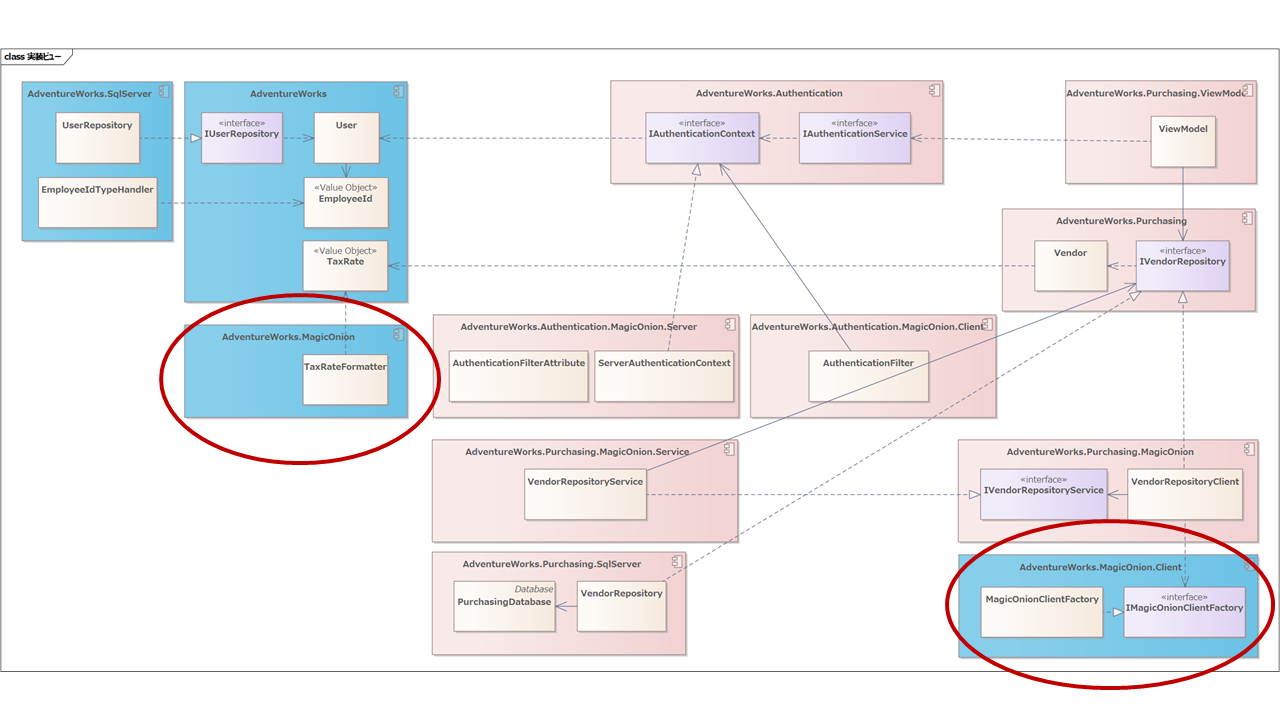 class 実装ビュー
AdventureWorks.SqlServer
UserRepository
EmployeeIdTypeHandler
AdventureWorks
«interface»
IUserRepository
User
«Value Object»
EmployeeId
«Value Object»
TaxRate
AdventureWorks.MagicOnion
TaxRateFormatter
AdventureWorks.Authentication
«interface»
IAuthenticationContext
«interface»
IAuthenticationService
AdventureWorks.Purchasing.ViewMode
ViewModel
AdventureWorks.Purchasing
Vendor
«interface»
IVendorRepository
AdventureWorks.Authentication.MagicOnion.Server
AuthenticationFilterAttribute
ServerAuthenticationContext
AdventureWorks.Authentication.MagicOnion.Client
AuthenticationFilter
AdventureWorks.Purchasing.MagicOnion.Service
VendorRepositoryService
AdventureWorks.Purchasing.MagicOnion
«interface»
IVendorRepositoryService
VendorRepositoryClient
AdventureWorks.Purchasing.SqlServer
Database
PurchasingDatabase
VendorRepository
AdventureWorks.MagicOnion.Client
MagicOnionClientFactory
«interface»
IMagicOnionClientFactory